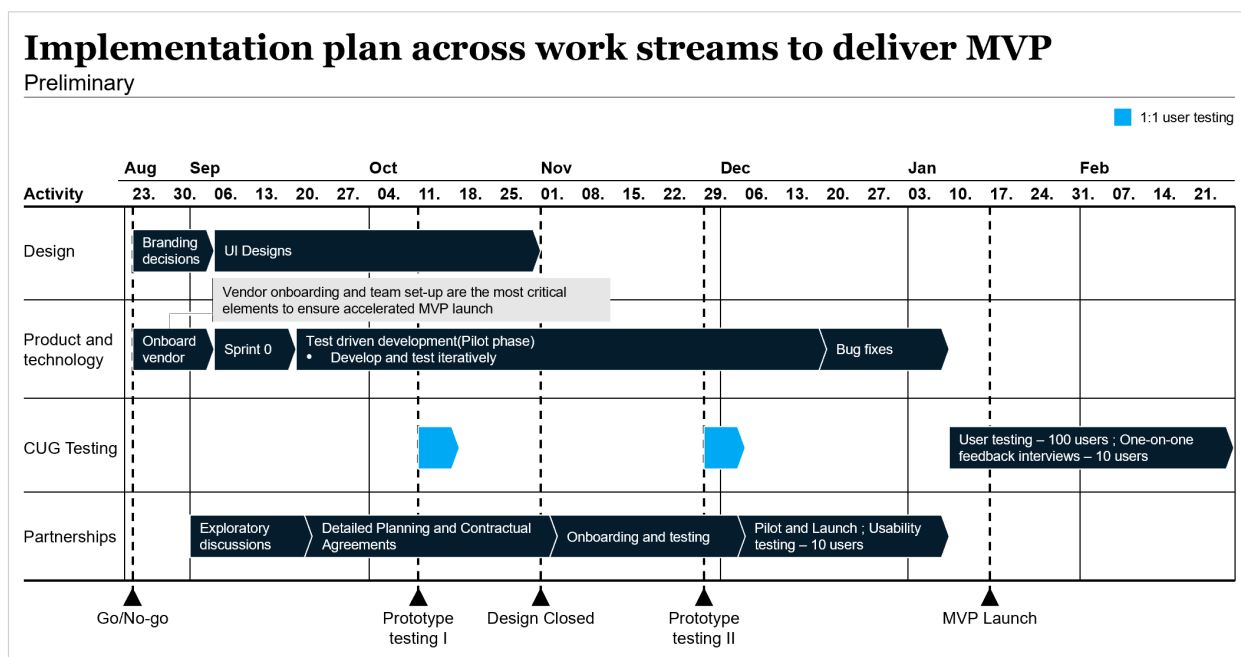 Implementation plan across work streams to deliver MVP
Preliminary
1:1 user testing
Aug Sep Oct Nov Dec Jan Feb
Activity 23. 30. 06. 13. 20. 27. 04. 11. 18. 25. 01. 08. 15. 22. 29. 06. 13. 20. 27. 03. 10. 17. 24. 31. 07. 14. 21.
Design
Branding
decisions
UI Designs
Vendor onboarding and team set-up are the most critical
elements to ensure accelerated MVP launch
Product and
technology
Onboard
vendor
Sprint 0
Test driven development(Pilot phase)
• Develop and test iteratively
Bug fixes
CUG Testing
User testing – 100 users ; One-on-one
feedback interviews – 10 users
Partnerships
Exploratory
discussions
Detailed Planning and Contractual
Agreements
Onboarding and testing
Pilot and Launch ; Usability
testing – 10 users
Go/No-go
Prototype
testing I
Design Closed
Prototype
testing II
MVP Launch